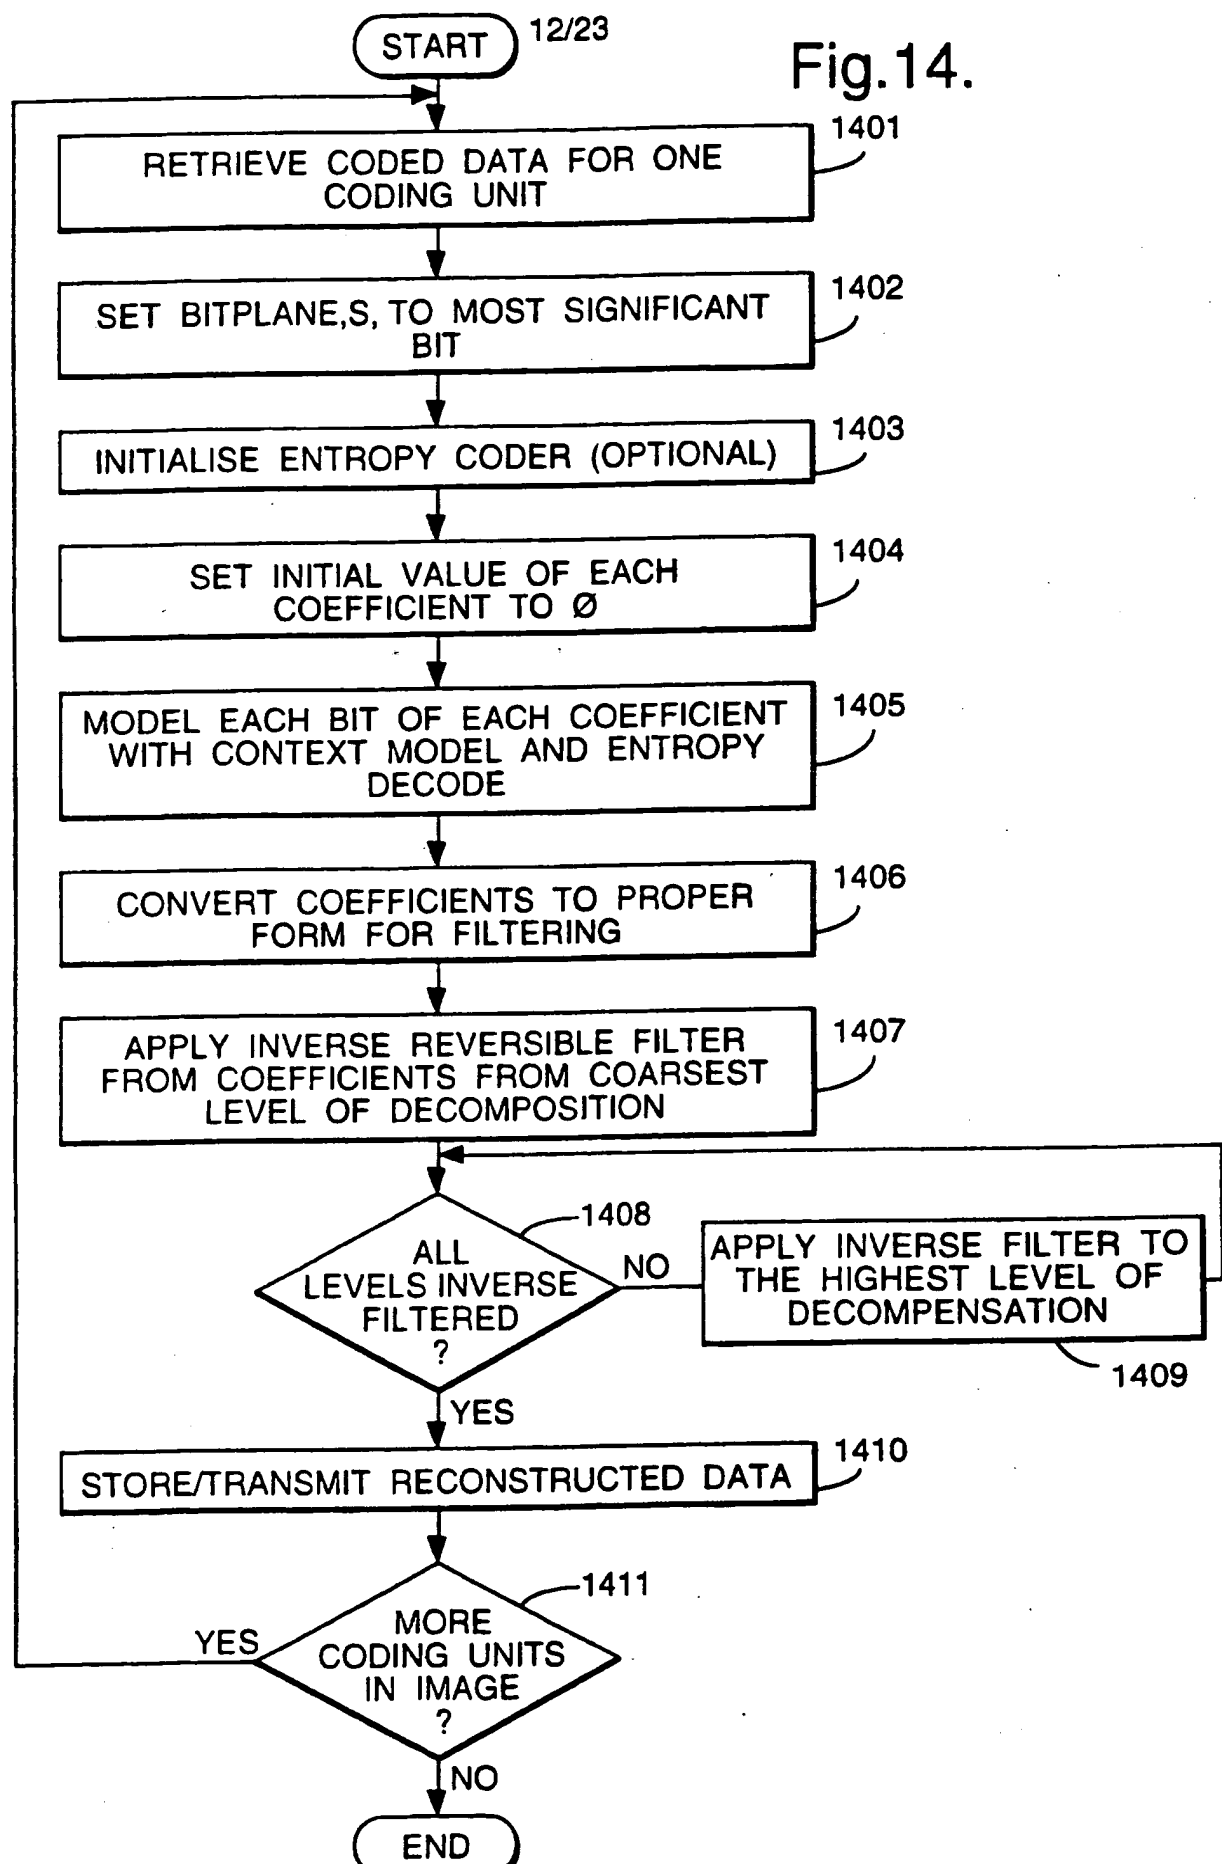 START
12/23
Fig.14.
1401
RETRIEVE CODED DATA FOR ONE
CODING UNIT
1402
SET BITPLANE,S, TO MOST SIGNIFICANT
BIT
1403
INITIALISE ENTROPY CODER (OPTIONAL)
1404
SET INITIAL VALUE OF EACH
COEFFICIENT TO Ø
1405
MODEL EACH BIT OF EACH COEFFICIENT
WITH CONTEXT MODEL AND ENTROPY
DECODE
1406
CONVERT COEFFICIENTS TO PROPER
FORM FOR FILTERING
1407
APPLY INVERSE REVERSIBLE FILTER
FROM COEFFICIENTS FROM COARSEST
LEVEL OF DECOMPOSITION
1408
ALL
LEVELS INVERSE
FILTERED
?
NO
APPLY INVERSE FILTER TO
THE HIGHEST LEVEL OF
DECOMPENSATION
1409
YES
1410
STORE/TRANSMIT RECONSTRUCTED DATA
1411
MORE
CODING UNITS
IN IMAGE
?
YES
NO
END